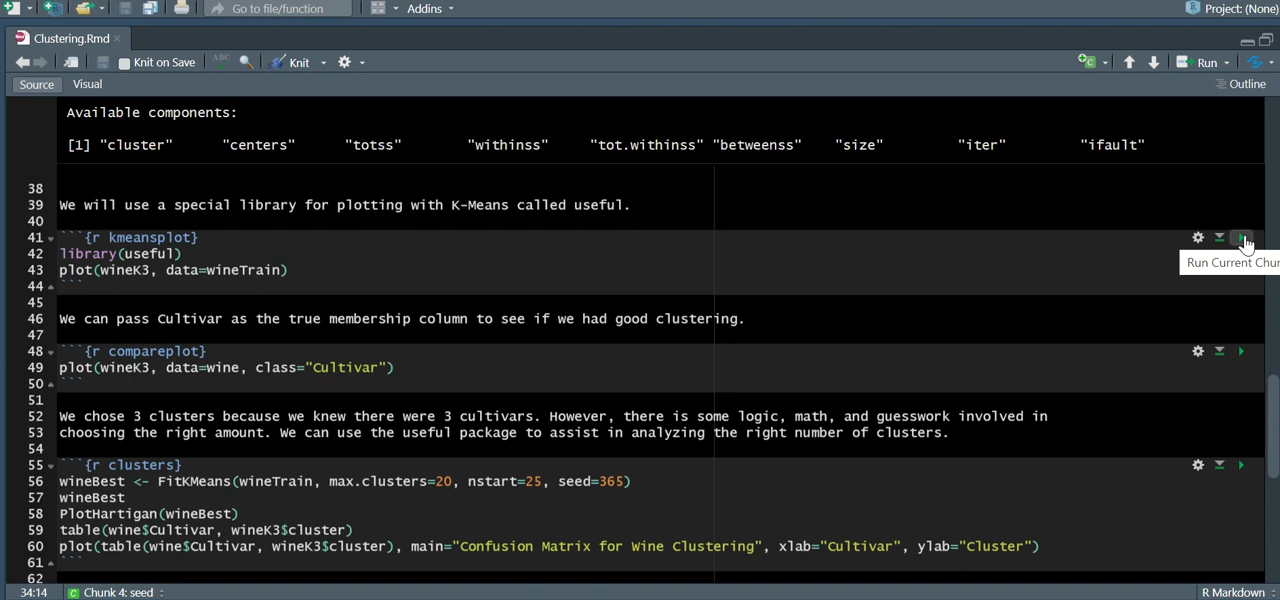 Go to file/function
Addins
Project: (None)
Clustering.Rmd
Knit on Save
ABC
Knit
Run
Source
Visual
Outline
Available components:
[1] "cluster" "centers" "totss" "withinss" "tot.withinss" "betweenss" "size" "iter" "ifault"
38
39 We will use a special library for plotting with K-Means called useful.
40
41 ```{r kmeansplot}
42 library(useful)
43 plot(wineK3, data=wineTrain)
44 ```
Run Current Chun
45
46 We can pass Cultivar as the true membership column to see if we had good clustering.
47
48 ```{r compareplot}
49 plot(wineK3, data=wine, class="Cultivar")
50 ```
51
52 We chose 3 clusters because we knew there were 3 cultivars. However, there is some logic, math, and guesswork involved in
53 choosing the right amount. We can use the useful package to assist in analyzing the right number of clusters.
54
55 ```{r clusters}
56 wineBest <- FitKMeans(wineTrain, max.clusters=20, nstart=25, seed=365)
57 wineBest
58 PlotHartigan(wineBest)
59 table(wine$Cultivar, wineK3$cluster)
60 plot(table(wine$Cultivar, wineK3$cluster), main="Confusion Matrix for Wine Clustering", xlab="Cultivar", ylab="Cluster")
61 ```
62
34:14 C Chunk 4: seed R Markdown